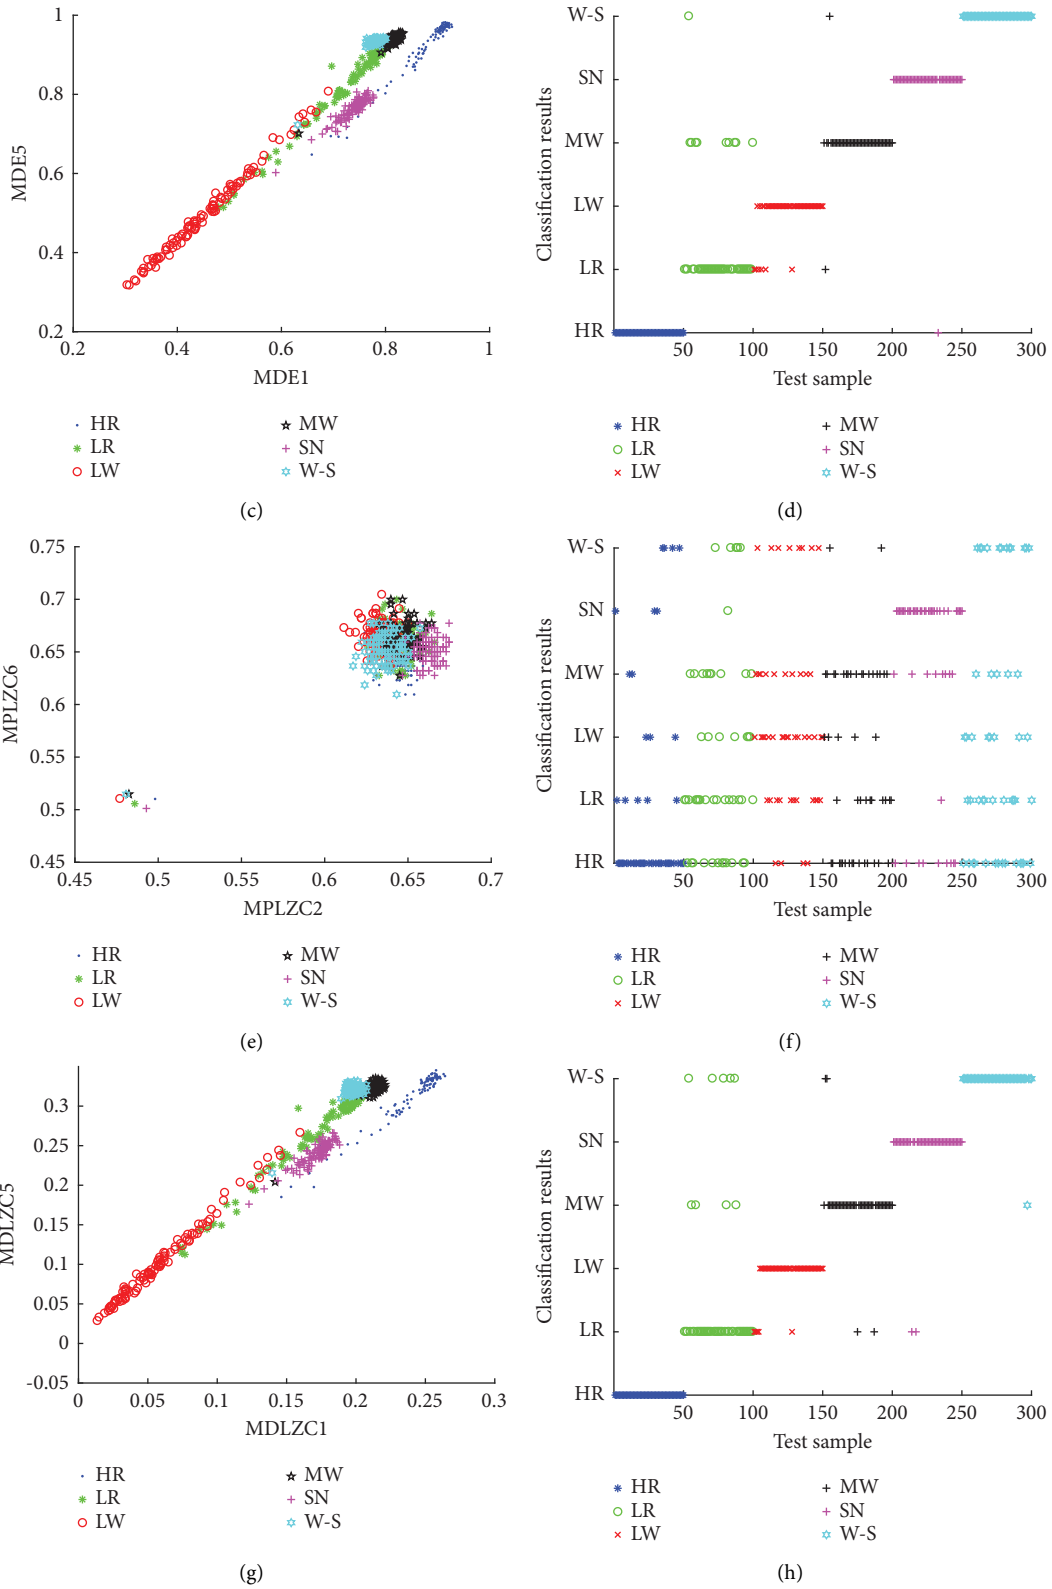 1
0.8
0.6
0.4
0.2
MDE5
0.2 0.4 0.6 0.8 1
MDE1
HR
LR
LW
MW
SN
W-S
(c)
W-S
SN
MW
LW
LR
HR
Classification results
50 100 150 200 250 300
Test sample
HR
LR
LW
MW
SN
W-S
(d)
0.75
0.7
0.65
0.6
0.55
0.5
0.45
MPLZC6
0.45 0.5 0.55 0.6 0.65 0.7
MPLZC2
HR
LR
LW
MW
SN
W-S
(e)
W-S
SN
MW
LW
LR
HR
Classification results
50 100 150 200 250 300
Test sample
HR
LR
LW
MW
SN
W-S
(f)
0.3
0.25
0.2
0.15
0.1
0.05
0
-0.05
MDLZC5
0 0.05 0.1 0.15 0.2 0.25 0.3
MDLZC1
HR
LR
LW
MW
SN
W-S
(g)
W-S
SN
MW
LW
LR
HR
Classification results
50 100 150 200 250 300
Test sample
HR
LR
LW
MW
SN
W-S
(h)